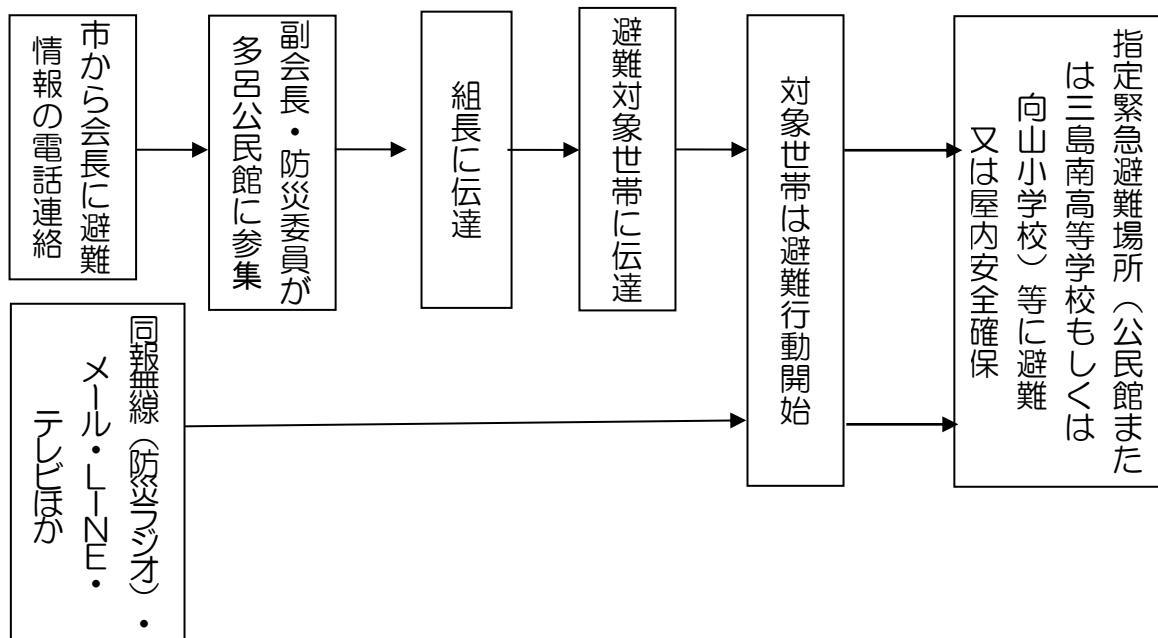 市から会長に避難
情報の電話連絡
副会長・防災委員が
多呂公民館に参集
組長に伝達
避難対象世帯に伝達
対象世帯は避難行動開始
指定緊急避難場所（公民館また
は三島南高等学校もしくは
向山小学校）等に避難
又は屋内安全確保
同報無線（防災ラジオ）・
メール・LINE・
テレビほか